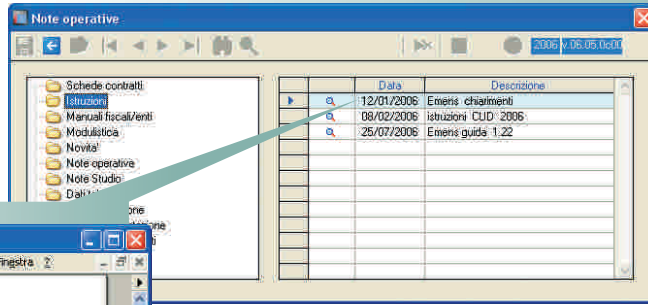 Note operative
2006 v.06.05.0c00
Schede contratti
Istruzioni
Manuali fiscali/enti
Modulistica
Novita'
Note operative
Note Studio
Data Descrizione
12/01/2006 Emens chiarimenti
08/02/2006 istruzioni CUD 2006
25/07/2006 Emens guida 1.22
Finestra ?